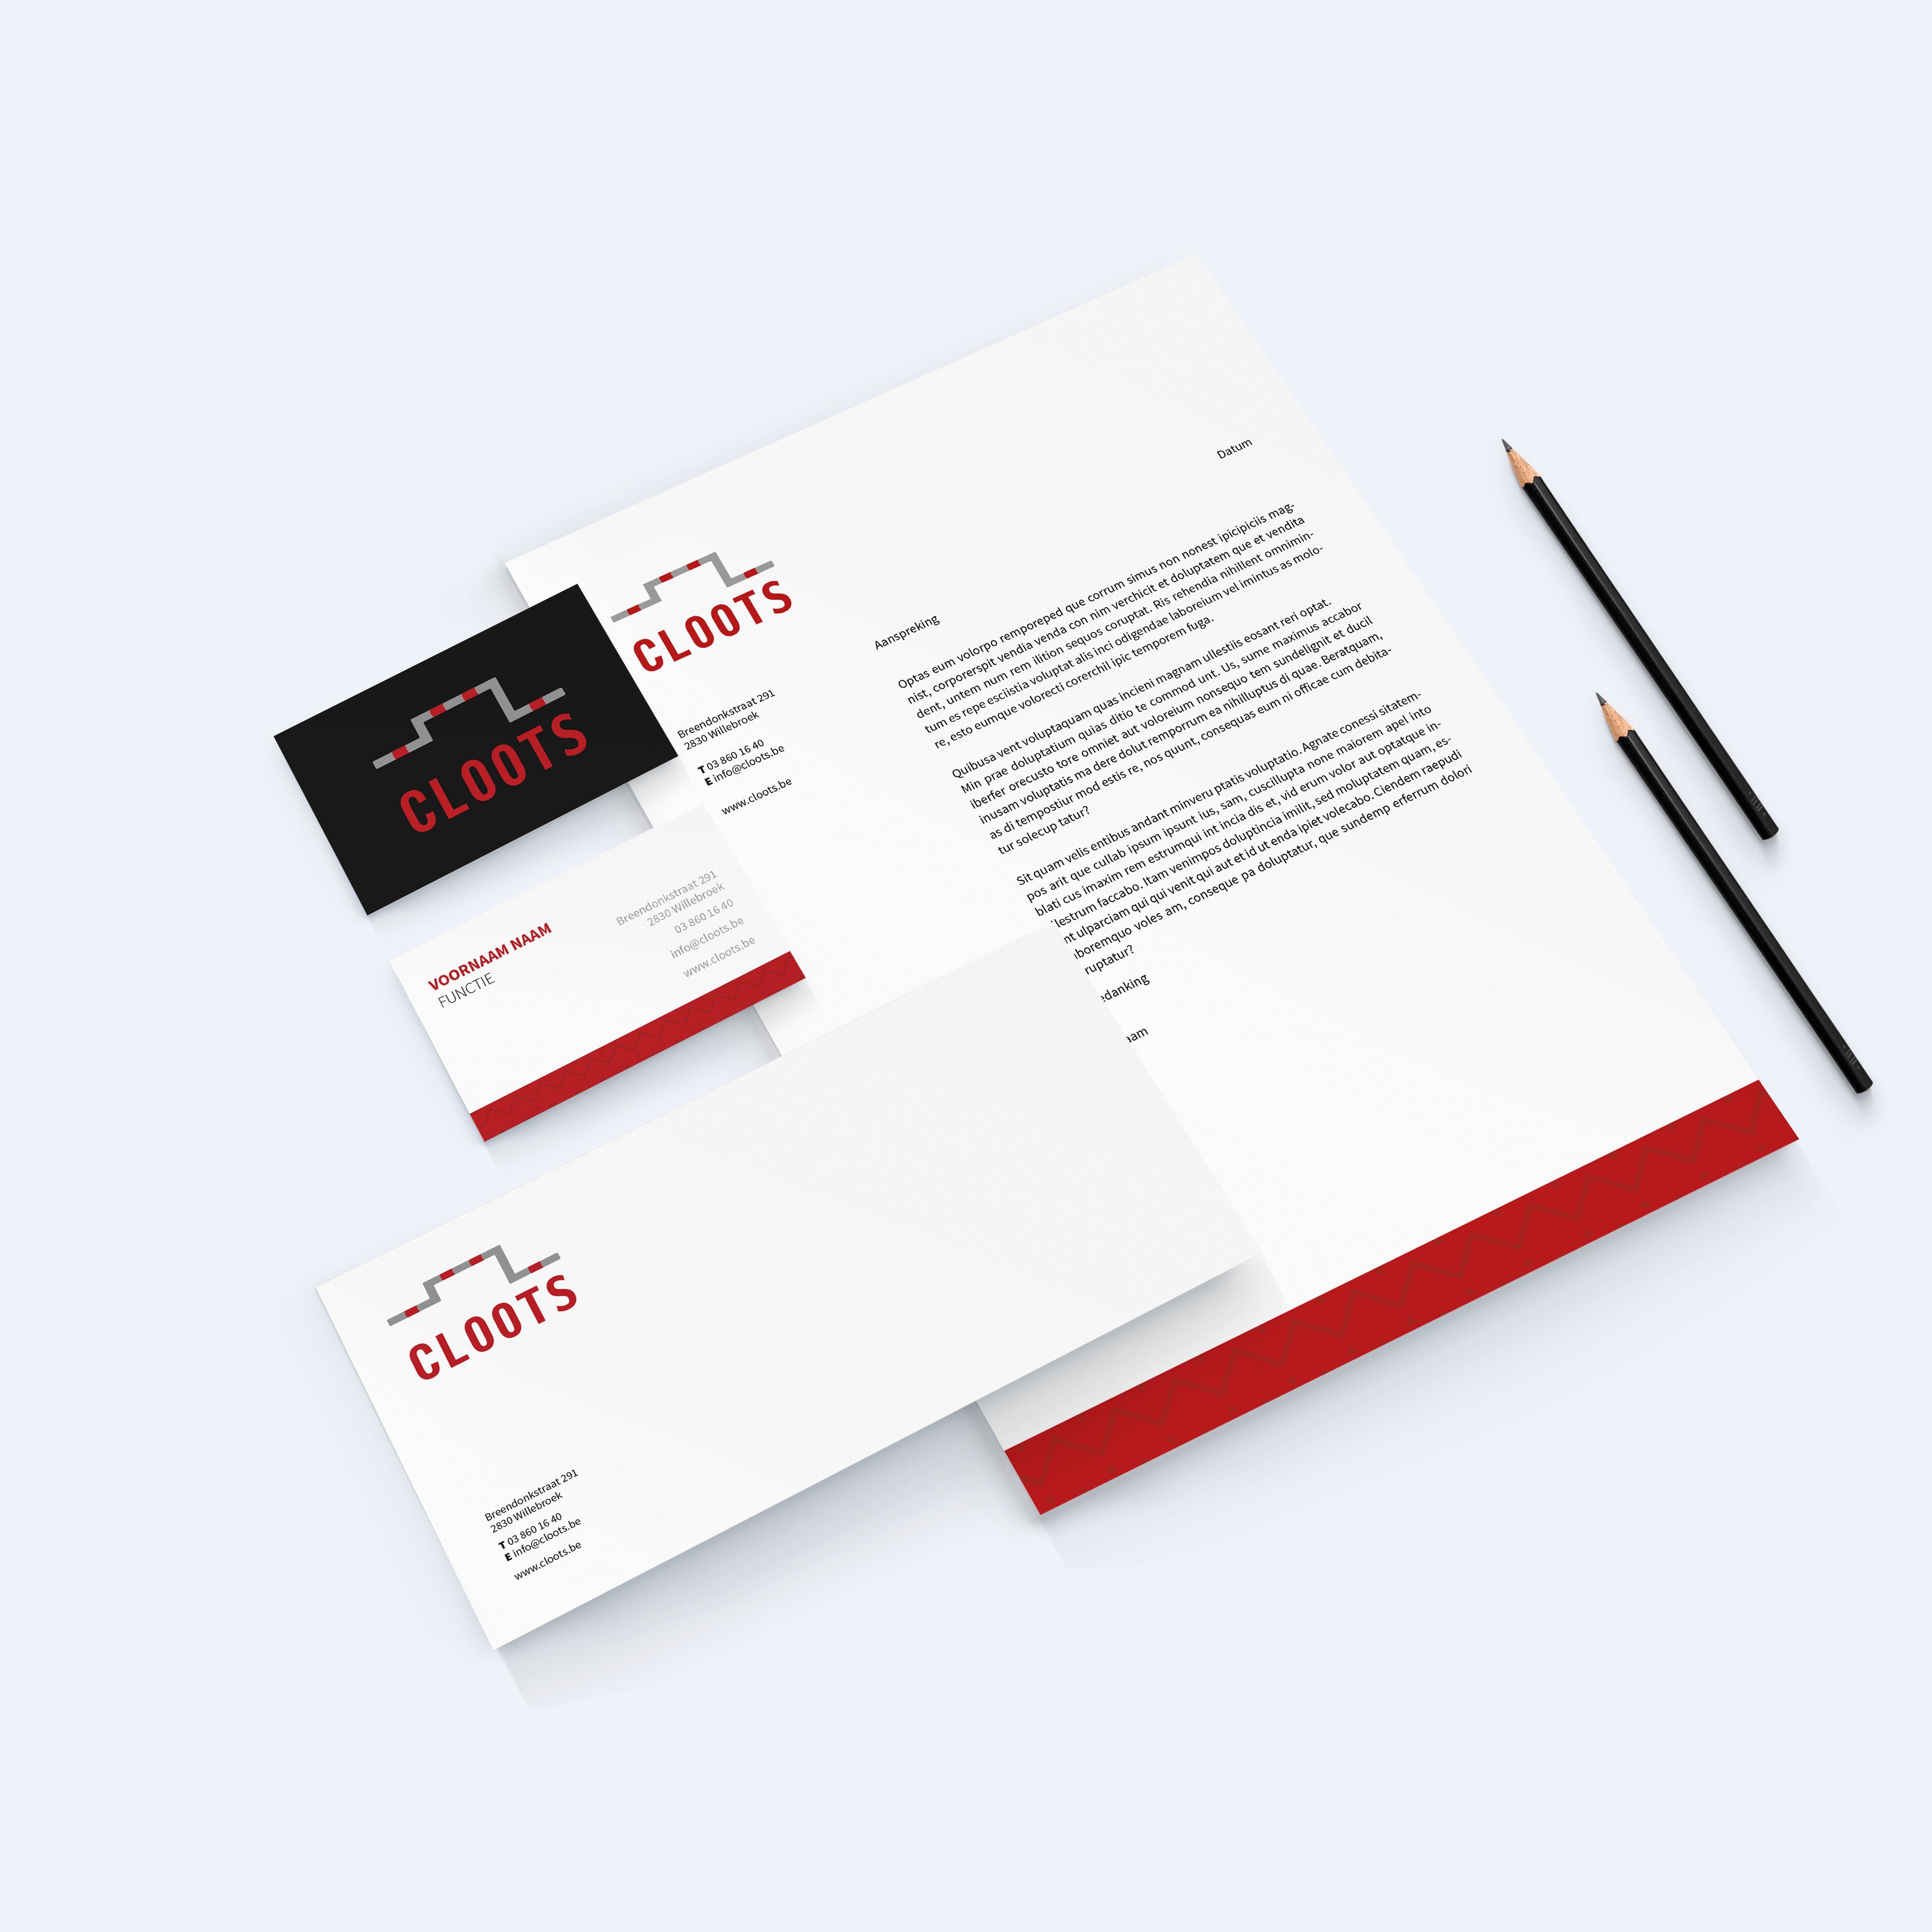 CLOOTS
CLOOTS
Breendonkstraat 291
2830 Willebroek
T 03 860 16 40
E info@cloots.be
www.cloots.be
Datum
Aanspreking
Optas eum volorpo remporeped que corrum simus non nonest ipicipiciis mag-
nist, corporerspit vendia venda con nim verchicit et doluptatem que et vendita
dent, untem num rem ilition sequos coruptat. Ris rehendia nihillent omnimin-
tum es repe esciistia voluptat alis inci odigendae laboreium vel imintus as molo-
re, esto eumque volorecti corerchil ipic temporem fuga.
Quibusa vent voluptaquam quas incieni magnam ullestiis eosant reri optat.
Min prae doluptatium quias ditio te commod unt. Us, sume maximus accabor
iberfer orecusto tore omniet aut voloreium nonsequo tem sundelignit et ducil
inusam voluptatis ma dere dolut remporrum ea nihilluptus di quae. Beratquam,
as di tempostiur mod estis re, nos quunt, consequas eum ni officae cum debita-
tur solecup tatur?
Sit quam velis entibus andant minveru ptatis voluptatio. Agnate conessi sitatem-
pos arit que cullab ipsum ipsunt ius, sam, cuscillupta none maiorem apel into
blati cus imaxim rem estrumqui int incia dis et, vid erum volor aut optatque in-
lestrum faccabo. Itam venimpos doluptincia imilit, sed moluptatem quam, es-
nt ulparciam qui qui venit qui aut et id ut enda ipiet volecabo. Ciendem raepudi
boremquo voles am, conseque pa doluptatur, que sundemp erferrum dolori
ruptatur?
edanking
aam
VOORNAAM NAAM
FUNCTIE
Breendonkstraat 291
2830 Willebroek
03 860 16 40
info@cloots.be
www.cloots.be
CLOOTS
Breendonkstraat 291
2830 Willebroek
T 03 860 16 40
E info@cloots.be
www.cloots.be